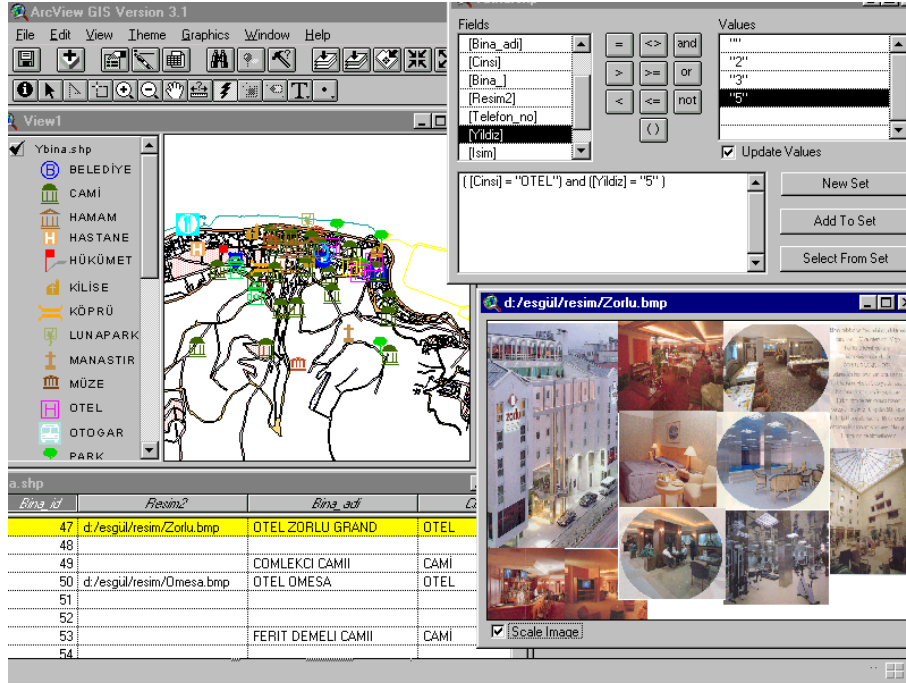 ArcView GIS Version 3.1
File Edit View Theme Graphics Window Help
View1
Ybina.shp
BELEDİYE
CAMİ
HAMAM
HASTANE
HÜKÜMET
KİLİSE
KÖPRÜ
LUNAPARK
MANASTIR
MÜZE
OTEL
OTOGAR
PARK
Fields
[Bina_adi]
[Cinsi]
[Bina_]
[Resim2]
[Telefon_no]
[Yildiz]
[Isim]
= <> and
> >= or
< <= not
()
Values
""
"2"
"3"
"5"
Update Values
( [Cinsi] = "OTEL") and ([Yildiz] = "5" )
New Set
Add To Set
Select From Set
d:/esgül/resim/Zorlu.bmp
zorlu
Scale Image
a.shp
Bina_id Resim2 Bina_adi
47 d:/esgül/resim/Zorlu.bmp OTEL ZORLU GRAND OTEL
48
49 COMLEKCI CAMII CAMİ
50 d:/esgül/resim/Omesa.bmp OTEL OMESA OTEL
51
52
53 FERIT DEMELI CAMII CAMİ
54